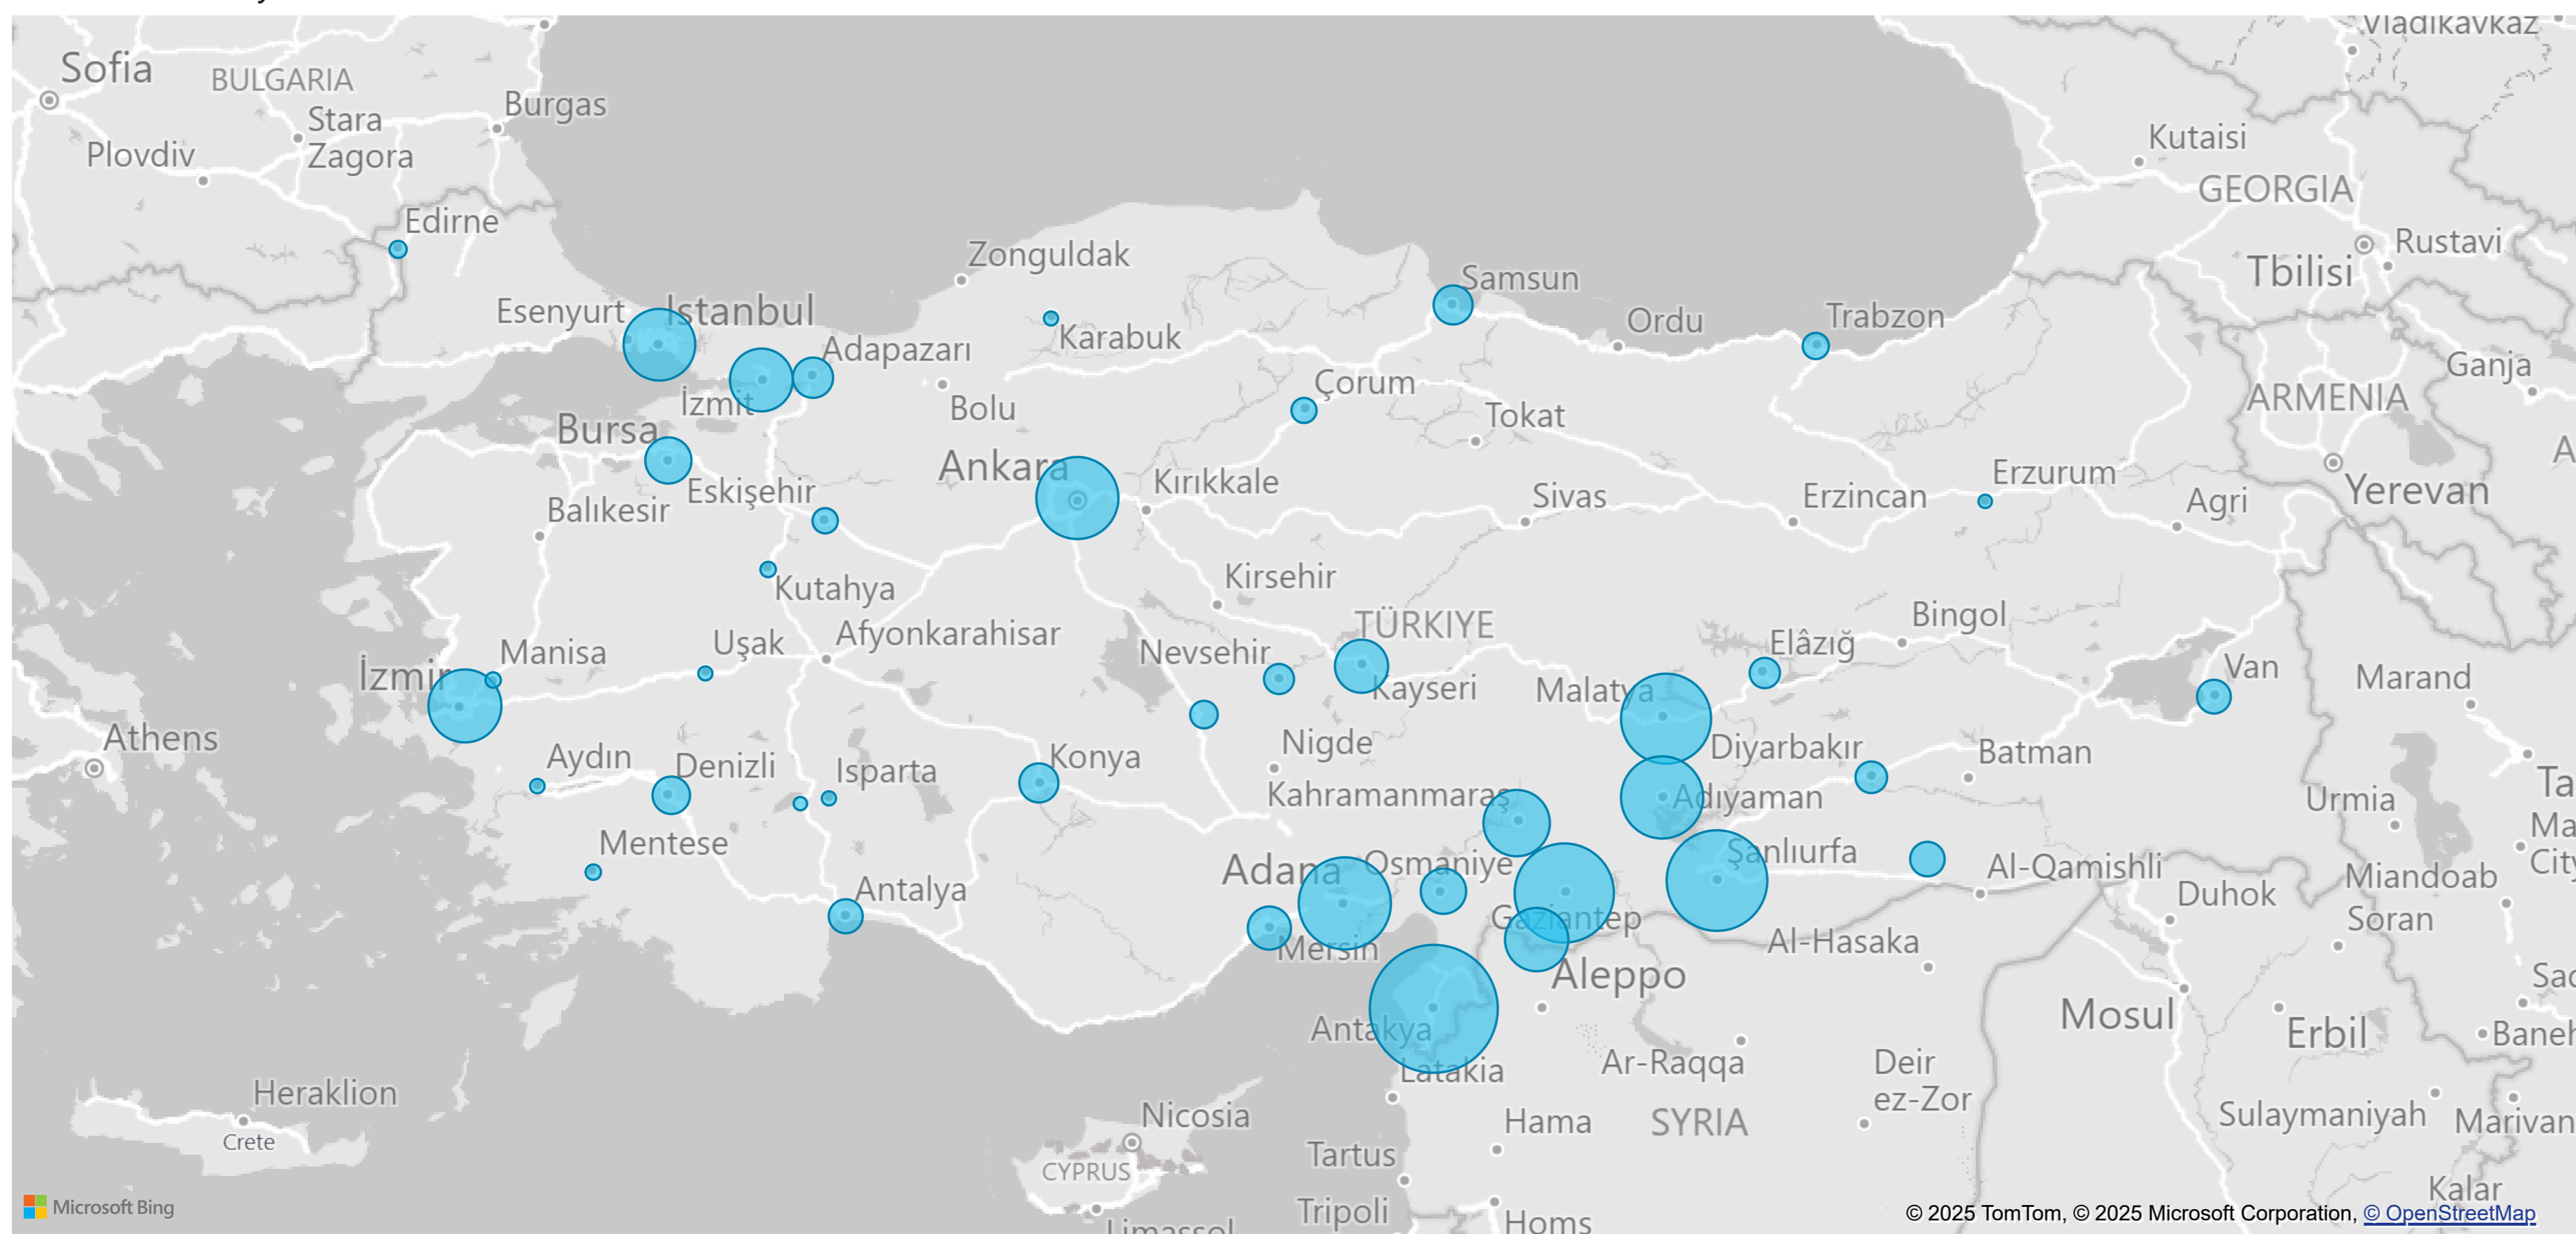 Vladikavkaz
Sofia
BULGARIA
Burgas
Stara
Zagora
Plovdiv
Kutaisi
GEORGIA
Edirne
Rustavi
Tbilisi
Zonguldak
Samsun
Esenyurt
Istanbul
Ordu
Trabzon
Karabuk
Adapazarı
Ganja
Çorum
ARMENIA
İzmit
Bolu
Tokat
Bursa
Ankara
Kırıkkale
Erzurum
Eskişehir
Yerevan
Balıkesir
Sivas
Erzincan
Agri
Kirsehir
Kutahya
Bingol
TÜRKIYE
Afyonkarahisar
Uşak
Elâzığ
Manisa
Nevsehir
Van
İzmir
Kayseri
Malatya
Marand
Athens
Nigde
Diyarbakır
Batman
Aydın
Denizli
Isparta
Konya
Kahramanmaraş
Adıyaman
Urmia
Mentese
Şanlıurfa
Adana
Osmaniye
Al-Qamishli
Miandoab
Antalya
Duhok
Gaziantep
Soran
Mersin
Al-Hasaka
Aleppo
Mosul
Antakya
Erbil
Baneh
Latakia
Ar-Raqqa
Deir
ez-Zor
Heraklion
Nicosia
Hama
SYRIA
Sulaymaniyah
Marivan
Crete
Tartus
CYPRUS
Kalar
Microsoft Bing
Tripoli
Homs
Limassol
© 2025 TomTom, © 2025 Microsoft Corporation, © OpenStreetMap